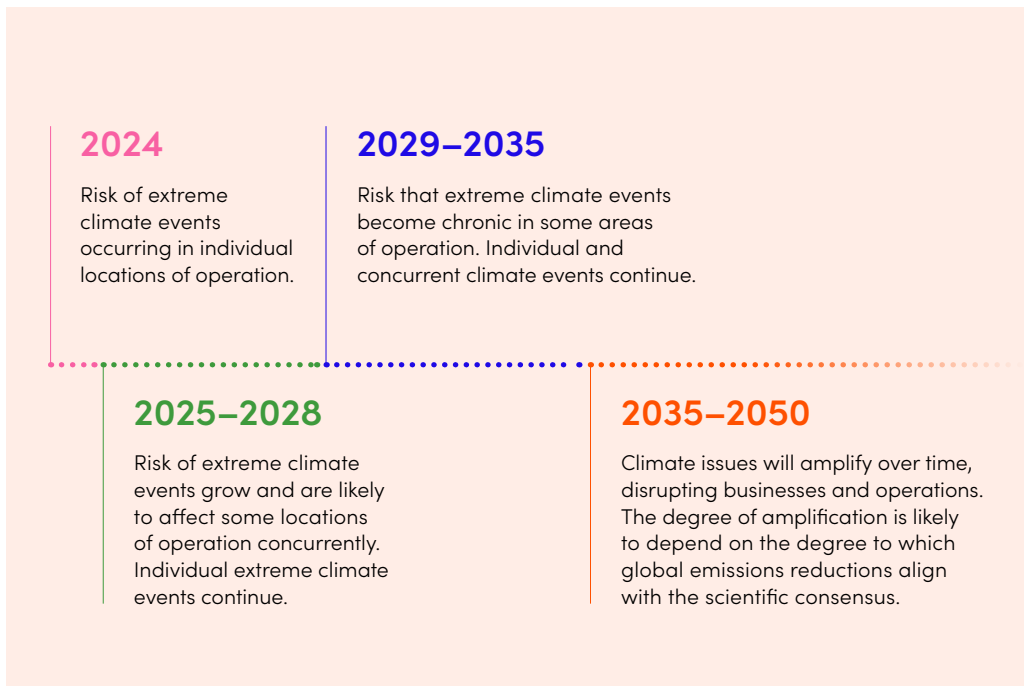 2024
Risk of extreme
climate events
occurring in individual
locations of operation.
2029–2035
Risk that extreme climate events
become chronic in some areas
of operation. Individual and
concurrent climate events continue.
2025–2028
Risk of extreme climate
events grow and are likely
to affect some locations
of operation concurrently.
Individual extreme climate
events continue.
2035–2050
Climate issues will amplify over time,
disrupting businesses and operations.
The degree of amplification is likely
to depend on the degree to which
global emissions reductions align
with the scientific consensus.